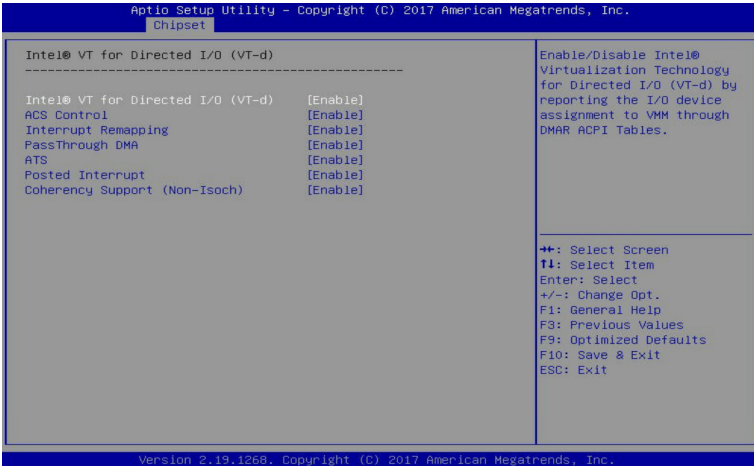 Aptio Setup Utility – Copyright (C) 2017 American Megatrends, Inc.
Chipset
Intel® VT for Directed I/O (VT-d)
--------------------------------------------------
Intel® VT for Directed I/O (VT-d) [Enable]
ACS Control [Enable]
Interrupt Remapping [Enable]
PassThrough DMA [Enable]
ATS [Enable]
Posted Interrupt [Enable]
Coherency Support (Non-Isoch) [Enable]
Enable/Disable Intel®
Virtualization Technology
for Directed I/O (VT-d) by
reporting the I/O device
assignment to VMM through
DMAR ACPI Tables.
→←: Select Screen
↑↓: Select Item
Enter: Select
+/-: Change Opt.
F1: General Help
F3: Previous Values
F9: Optimized Defaults
F10: Save & Exit
ESC: Exit
Version 2.19.1268. Copyright (C) 2017 American Megatrends, Inc.